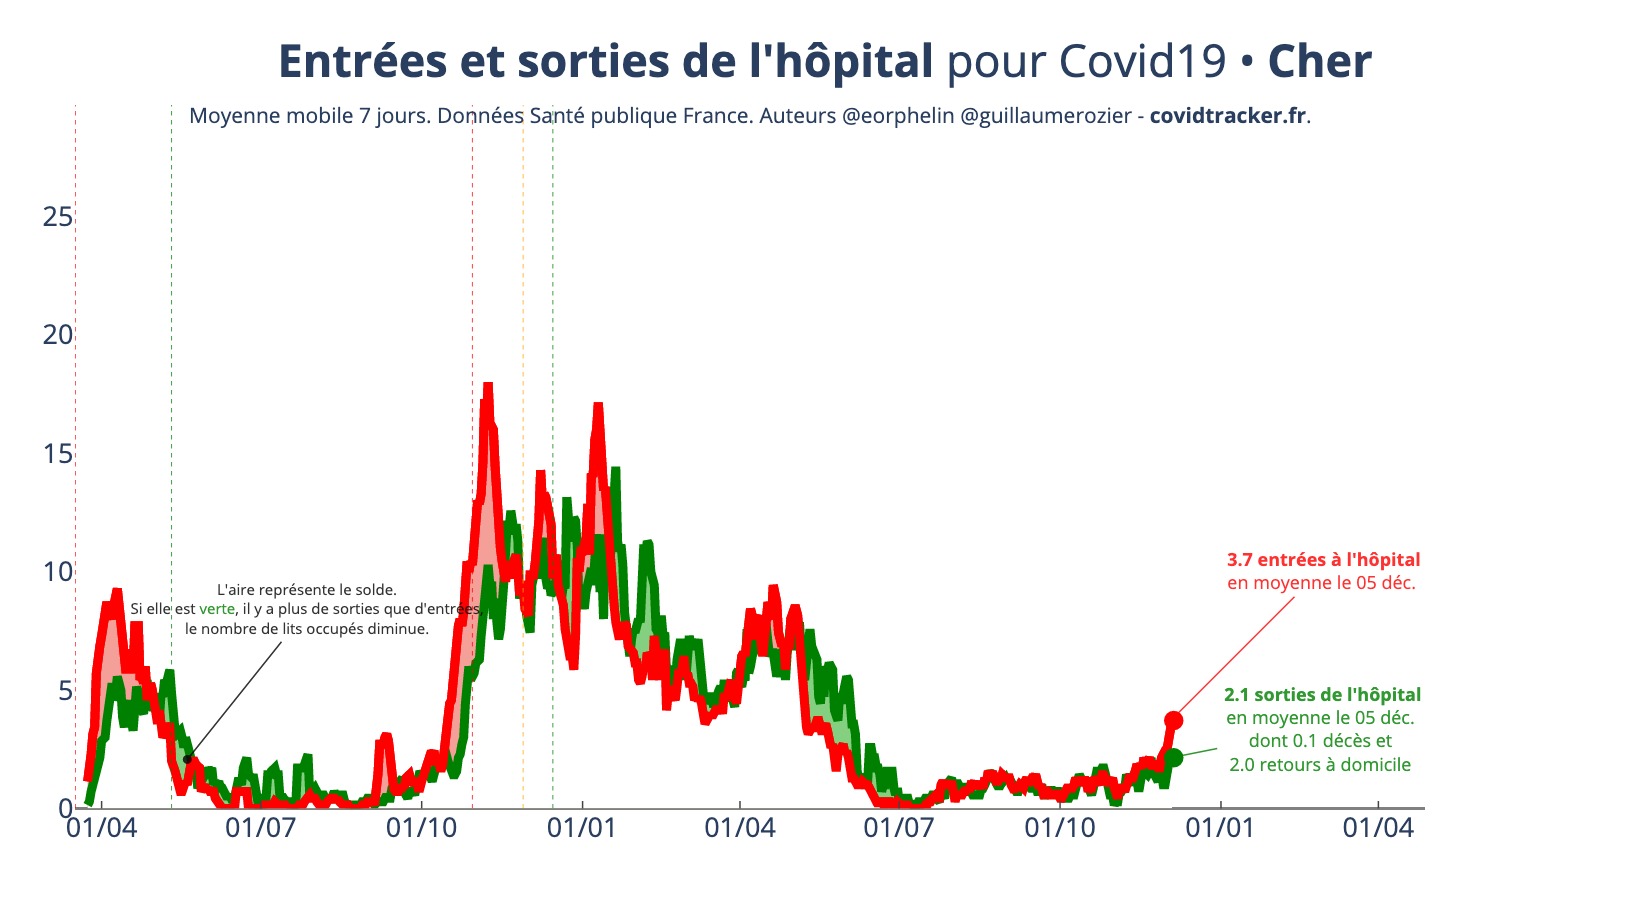 Entrées et sorties de l'hôpital pour Covid19 • Cher
Moyenne mobile 7 jours. Données Santé publique France. Auteurs @eorphelin @guillaumerozier - covidtracker.fr.
25
20
15
10
5
0
L'aire représente le solde.
Si elle est verte, il y a plus de sorties que d'entrées,
le nombre de lits occupés diminue.
3.7 entrées à l'hôpital
en moyenne le 05 déc.
2.1 sorties de l'hôpital
en moyenne le 05 déc.
dont 0.1 décès et
2.0 retours à domicile
01/04 01/07 01/10 01/01 01/04 01/07 01/10 01/01 01/04